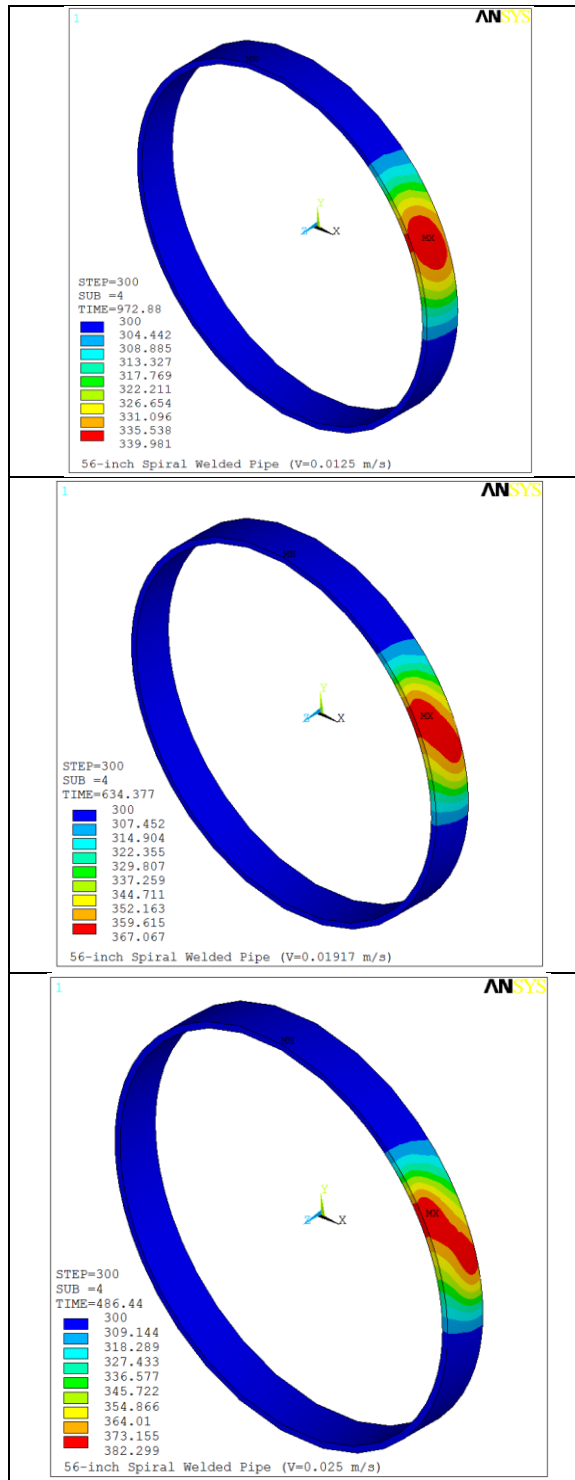 1
ANSYS
MX
Y
Z X
MX
STEP=300
SUB =4
TIME=972.88
300
304.442
308.885
313.327
317.769
322.211
326.654
331.096
335.538
339.981
56-inch Spiral Welded Pipe (V=0.0125 m/s)
1
ANSYS
MX
Y
Z X
STEP=300
SUB =4
TIME=634.377
300
307.452
314.904
322.355
329.807
337.259
344.711
352.163
359.615
367.067
56-inch Spiral Welded Pipe (V=0.01917 m/s)
1
ANSYS
MX
Y
Z X
STEP=300
SUB =4
TIME=486.44
300
309.144
318.289
327.433
336.577
345.722
354.866
364.01
373.155
382.299
56-inch Spiral Welded Pipe (V=0.025 m/s)